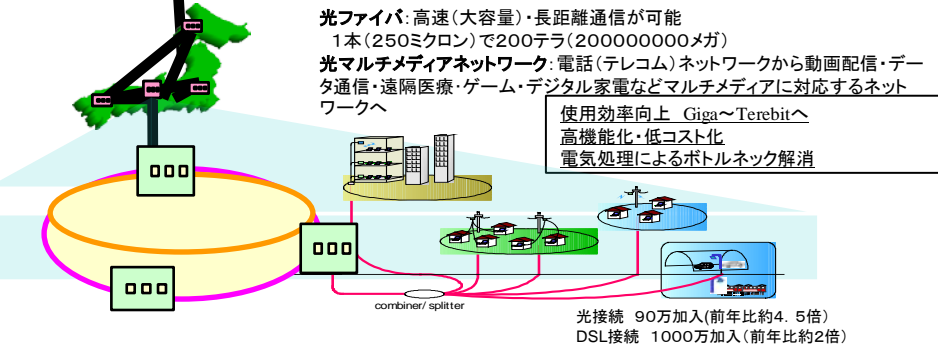 光ファイバ：高速（大容量）・長距離通信が可能
1本（250ミクロン）で200テラ（200000000メガ）
光マルチメディアネットワーク：電話（テレコム）ネットワークから動画配信・デー
タ通信・遠隔医療・ゲーム・デジタル家電などマルチメディアに対応するネット
ワークへ
使用効率向上 Giga～Terebitへ
高機能化・低コスト化
電気処理によるボトルネック解消
combiner/ splitter
光接続 90万加入(前年比約4．5倍）
DSL接続 1000万加入（前年比約2倍）